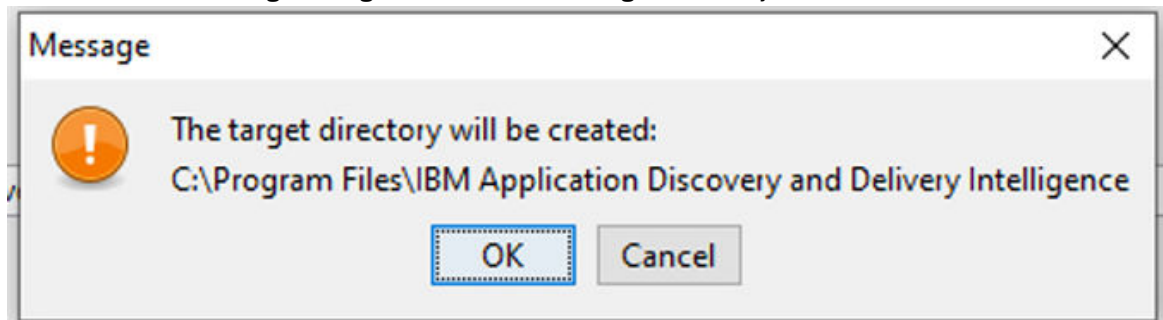 Message
The target directory will be created:
C:\Program Files\IBM Application Discovery and Delivery Intelligence
OK
Cancel